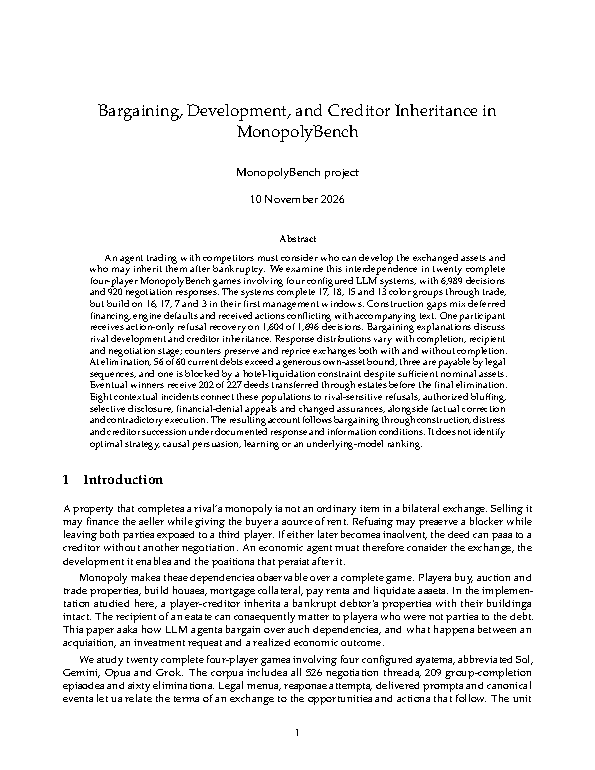 Bargaining, Development, and Creditor Inheritance in
MonopolyBench
MonopolyBench project
10 November 2026
Abstract
An agent trading with competitors must consider who can develop the exchanged assets and
who may inherit them after bankruptcy. We examine this interdependence in twenty complete
four-player MonopolyBench games involving four configured LLM systems, with 6,989 decisions
and 920 negotiation responses. The systems complete 17, 18, 15 and 13 color groups through trade,
but build on 16, 17, 7 and 3 in their first management windows. Construction gaps mix deferred
financing, engine defaults and received actions conflicting with accompanying text. One participant
receives action-only refusal recovery on 1,604 of 1,696 decisions. Bargaining explanations discuss
rival development and creditor inheritance. Response distributions vary with completion, recipient
and negotiation stage; counters preserve and reprice exchanges both with and without completion.
At elimination, 56 of 60 current debts exceed a generous own-asset bound, three are payable by legal
sequences, and one is blocked by a hotel-liquidation constraint despite sufficient nominal assets.
Eventual winners receive 202 of 227 deeds transferred through estates before the final elimination.
Eight contextual incidents connect these populations to rival-sensitive refusals, authorized bluffing,
selective disclosure, financial-denial appeals and changed assurances, alongside factual correction
and contradictory execution. The resulting account follows bargaining through construction, distress
and creditor succession under documented response and information conditions. It does not identify
optimal strategy, causal persuasion, learning or an underlying-model ranking.
1 Introduction
A property that completes a rival's monopoly is not an ordinary item in a bilateral exchange. Selling it
may finance the seller while giving the buyer a source of rent. Refusing may preserve a blocker while
leaving both parties exposed to a third player. If either later becomes insolvent, the deed can pass to a
creditor without another negotiation. An economic agent must therefore consider the exchange, the
development it enables and the positions that persist after it.
Monopoly makes these dependencies observable over a complete game. Players buy, auction and
trade properties, build houses, mortgage collateral, pay rents and liquidate assets. In the implemen-
tation studied here, a player-creditor inherits a bankrupt debtor's properties with their buildings
intact. The recipient of an estate can consequently matter to players who were not parties to the debt.
This paper asks how LLM agents bargain over such dependencies, and what happens between an
acquisition, an investment request and a realized economic outcome.
We study twenty complete four-player games involving four configured systems, abbreviated Sol,
Gemini, Opus and Grok. The corpus includes all 526 negotiation threads, 209 group-completion
episodes and sixty eliminations. Legal menus, response attempts, delivered prompts and canonical
events let us relate the terms of an exchange to the opportunities and actions that follow. The unit
1